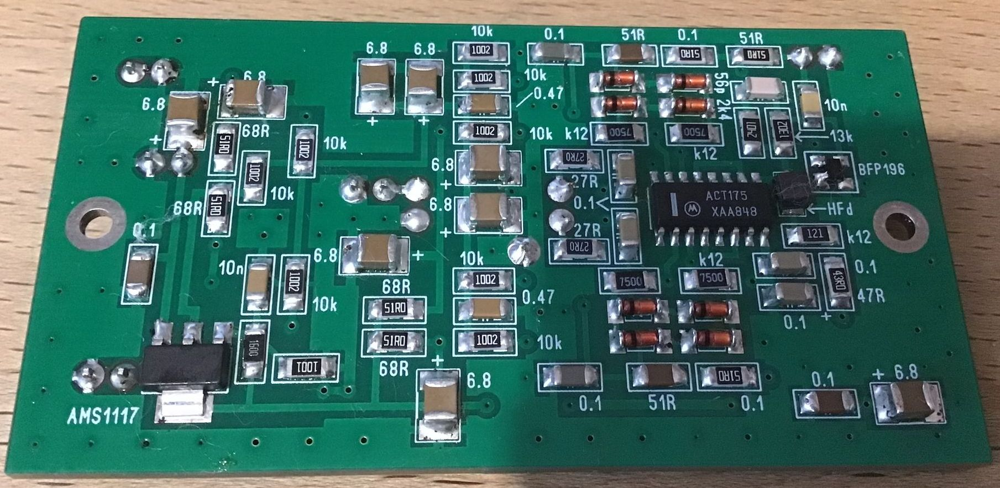 10k
0.1
51R
0.1
51R
6.8
6.8
1002
51R0
51R0
6.8
1002
10k
56p
0.47
2k4
10n
6.8
68R
1002
10k
k12
7500
7500
13k
51R0
1002
10k
27R0
k12
6.8
27R
BFP196
1002
10k
ACT175
XAA848
0.1
HFd
68R
51R0
6.8
27R
27R0
121
k12
0.1
10n
1002
10k
6.8
10k
1002
7500
k12
7500
0.1
43R0
47R
68R
51R0
0.47
0.1
1002
10k
51R0
68R
1600
1001
6.8
51R0
0.1
51R
0.1
0.1
6.8
AMS1117